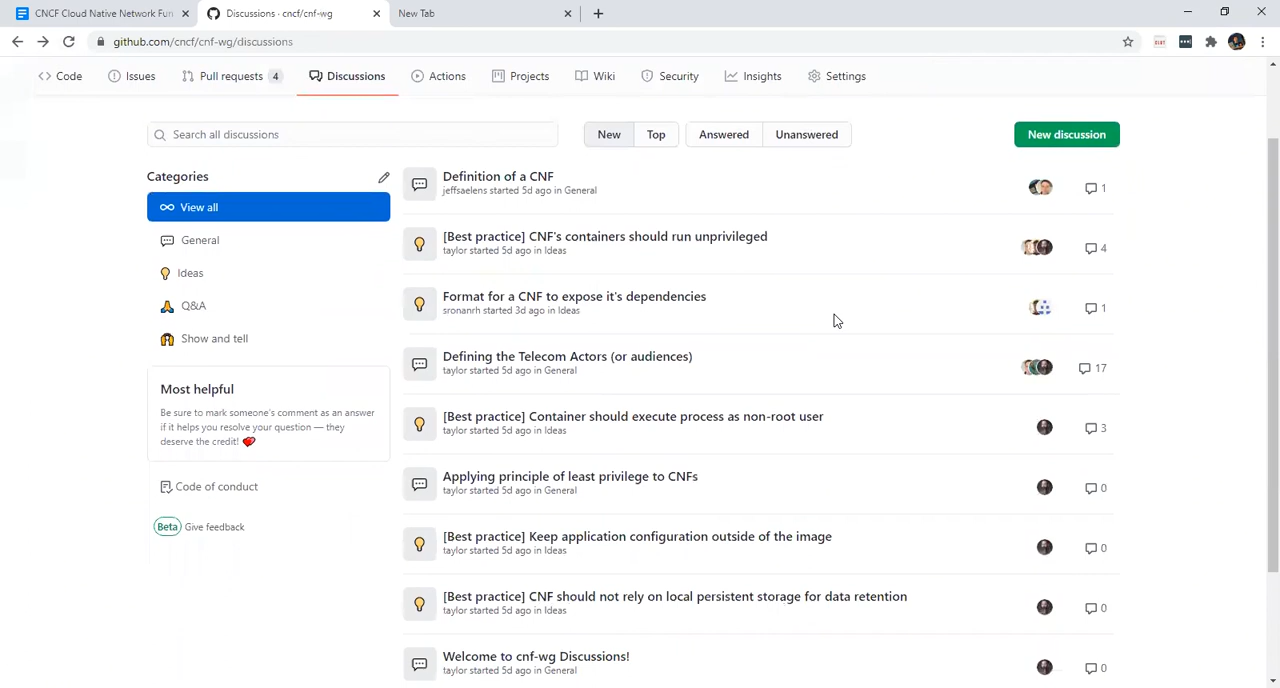 CNCF Cloud Native Network Fun
Discussions · cncf/cnf-wg
New Tab
github.com/cncf/cnf-wg/discussions
Code
Issues
Pull requests 4
Discussions
Actions
Projects
Wiki
Security
Insights
Settings
Search all discussions
New
Top
Answered
Unanswered
New discussion
Categories
View all
General
Ideas
Q&A
Show and tell
Most helpful
Be sure to mark someone's comment as an answer
if it helps you resolve your question — they
deserve the credit!
Code of conduct
Beta Give feedback
Definition of a CNF
jeffsaelens started 5d ago in General
1
[Best practice] CNF's containers should run unprivileged
taylor started 5d ago in Ideas
4
Format for a CNF to expose it's dependencies
sronanrh started 3d ago in Ideas
1
Defining the Telecom Actors (or audiences)
taylor started 5d ago in General
17
[Best practice] Container should execute process as non-root user
taylor started 5d ago in Ideas
3
Applying principle of least privilege to CNFs
taylor started 5d ago in General
0
[Best practice] Keep application configuration outside of the image
taylor started 5d ago in Ideas
0
[Best practice] CNF should not rely on local persistent storage for data retention
taylor started 5d ago in Ideas
0
Welcome to cnf-wg Discussions!
taylor started 5d ago in General
0